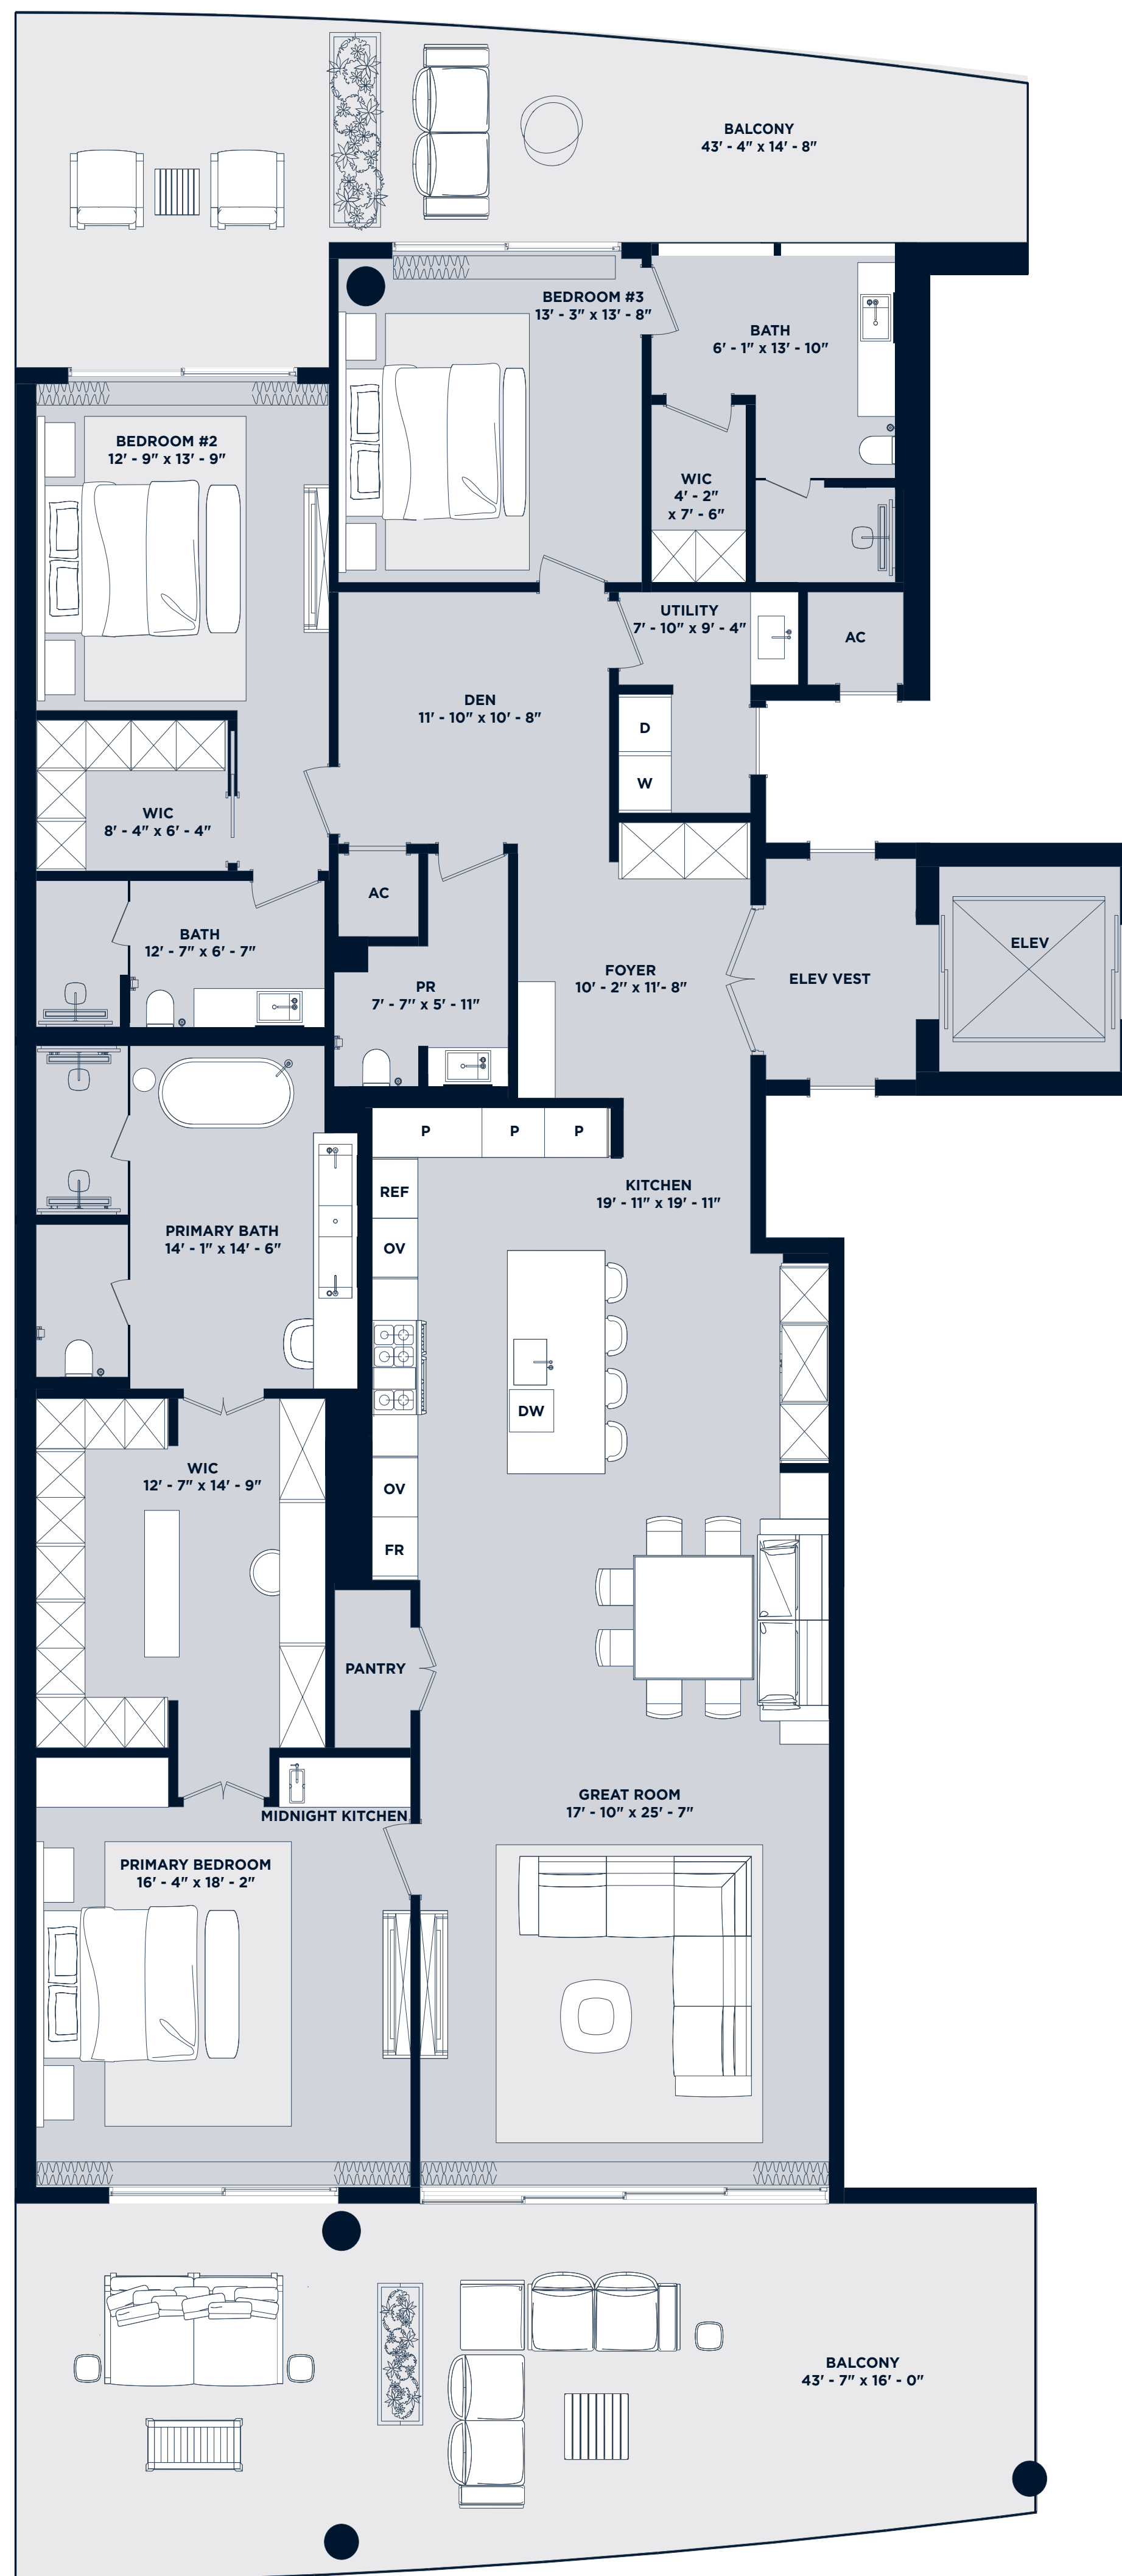 BALCONY
43' - 4" x 14' - 8"
BEDROOM #3
13' - 3" x 13' - 8"
BATH
6' - 1" x 13' - 10"
BEDROOM #2
12' - 9" x 13' - 9"
WIC
4' - 2"
x 7' - 6"
UTILITY
7' - 10" x 9' - 4"
AC
DEN
11' - 10" x 10' - 8"
D
W
WIC
8' - 4" x 6' - 4"
AC
BATH
12' - 7" x 6' - 7"
PR
7' - 7" x 5' - 11"
FOYER
10' - 2" x 11'- 8"
ELEV VEST
ELEV
P
P
P
REF
KITCHEN
19' - 11" x 19' - 11"
OV
PRIMARY BATH
14' - 1" x 14' - 6"
DW
WIC
12' - 7" x 14' - 9"
OV
FR
PANTRY
GREAT ROOM
17' - 10" x 25' - 7"
MIDNIGHT KITCHEN
PRIMARY BEDROOM
16' - 4" x 18' - 2"
BALCONY
43' - 7" x 16' - 0"